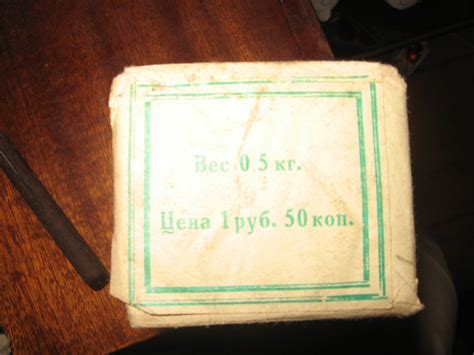 Вес 0,5 кг.
Цена 1 руб. 50 коп.